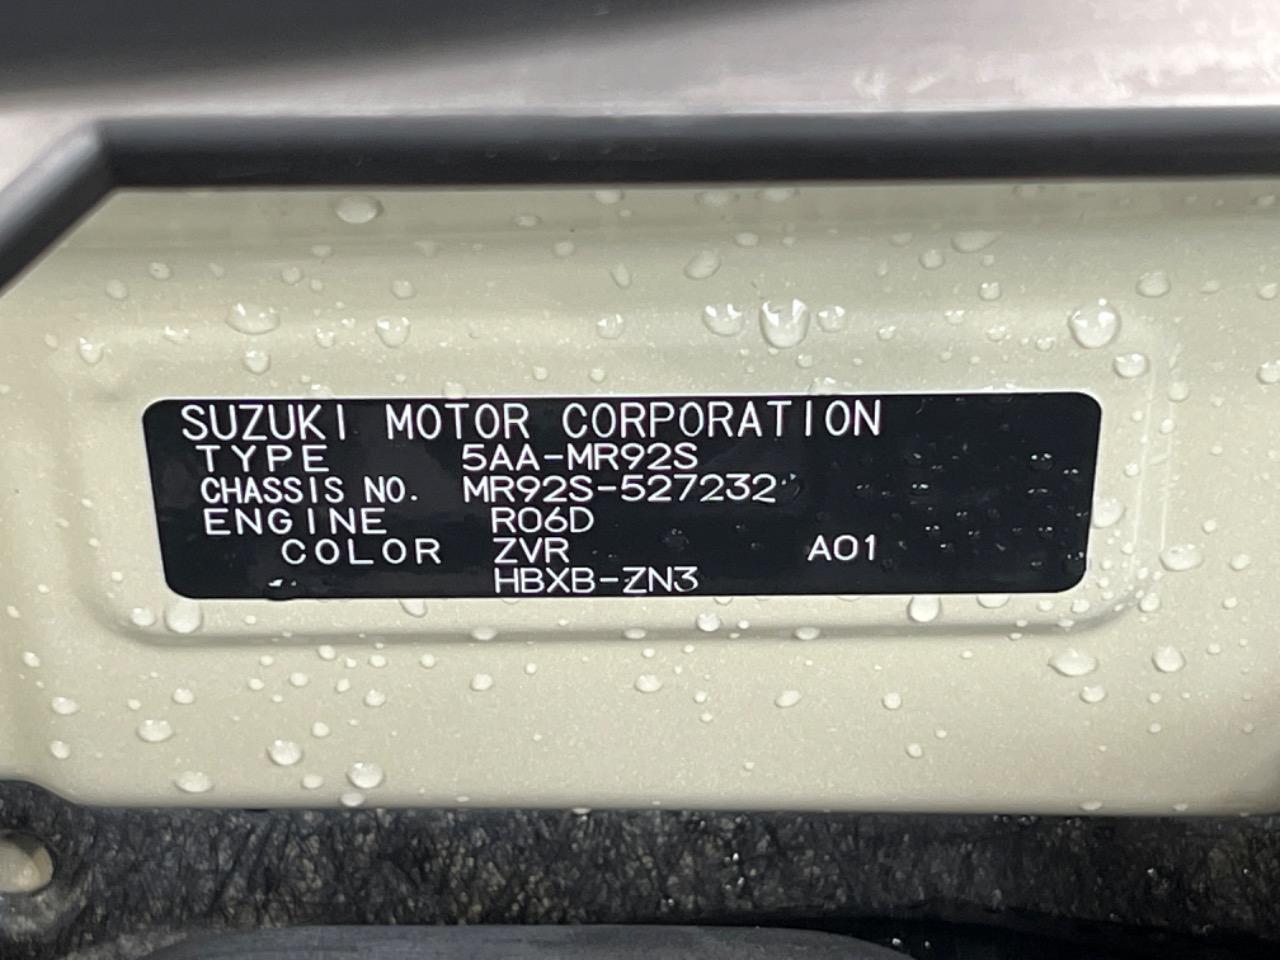 SUZUKI MOTOR CORPORATION
TYPE 5AA-MR92S
CHASSIS NO. MR92S-527232
ENGINE R06D
COLOR ZVR A01
HBXB-ZN3